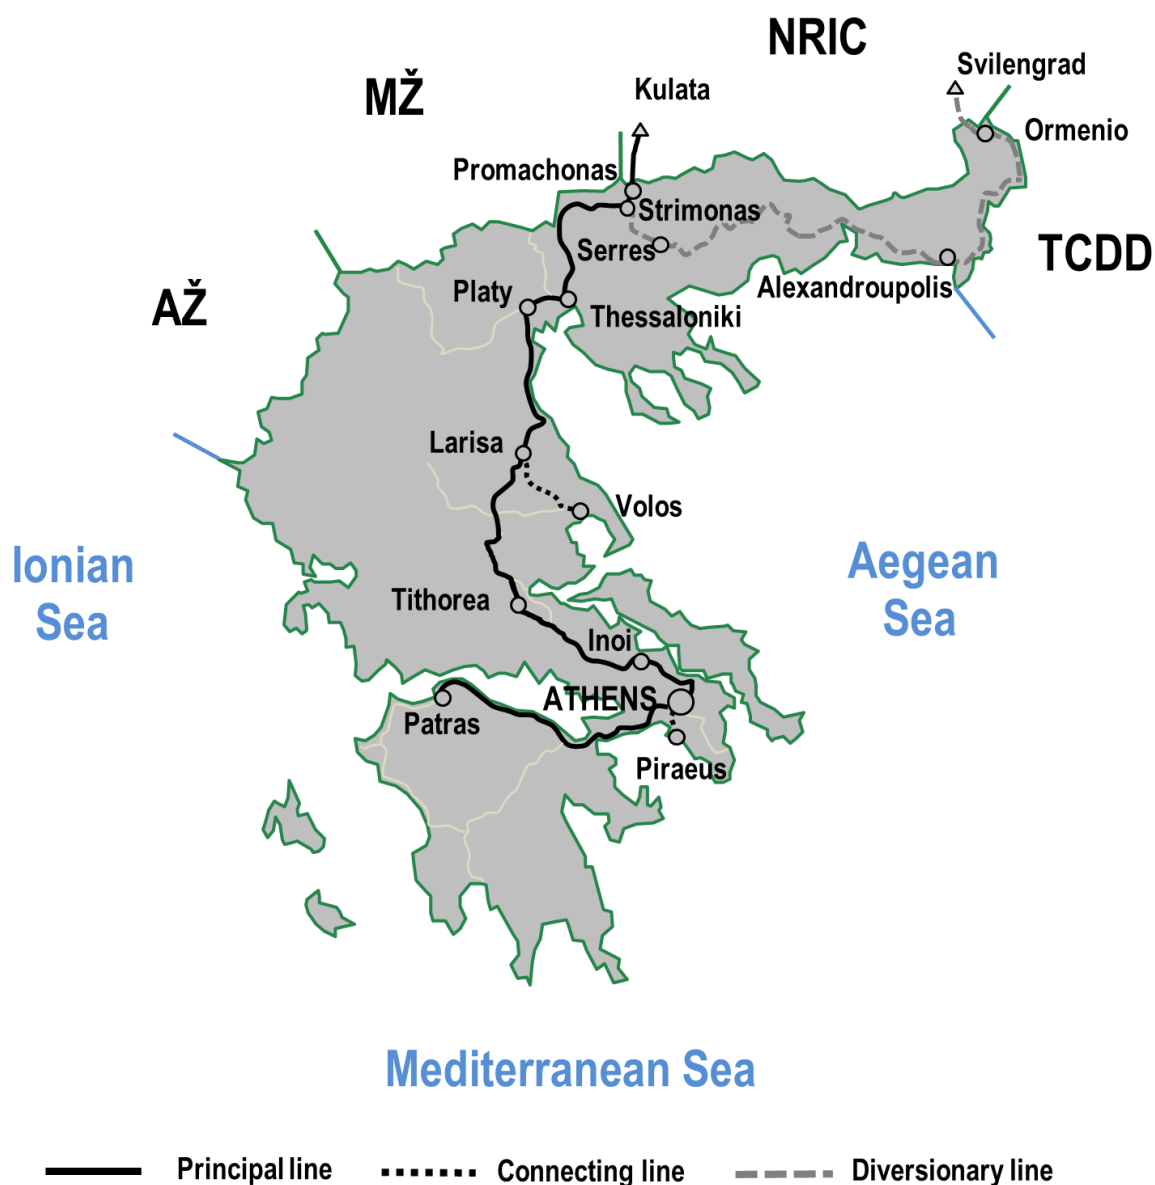 NRIC
Svilengrad
MŽ
Kulata
Ormenio
Promachonas
Strimonas
Serres
TCDD
Alexandroupolis
Platy
AŽ
Thessaloniki
Larisa
Volos
Ionian
Sea
Aegean
Sea
Tithorea
Inoi
ATHENS
Patras
Piraeus
Mediterranean Sea
Principal line
Connecting line
Diversionary line